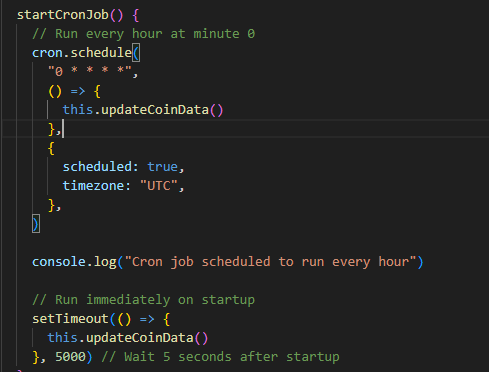 startCronJob() {
// Run every hour at minute 0
cron.schedule(
"0 * * * *",
() => {
this.updateCoinData()
},
{
scheduled: true,
timezone: "UTC",
},
)
console.log("Cron job scheduled to run every hour")
// Run immediately on startup
setTimeout(() => {
this.updateCoinData()
}, 5000) // Wait 5 seconds after startup